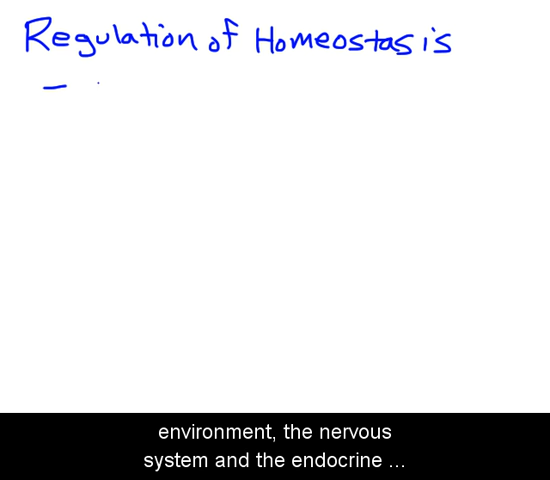 Regulation of Homeostasis
–
environment, the nervous
system and the endocrine ...